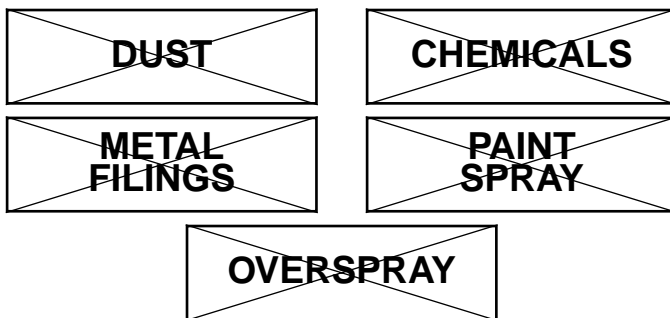 DUST
CHEMICALS
METAL
FILINGS
PAINT
SPRAY
OVERSPRAY